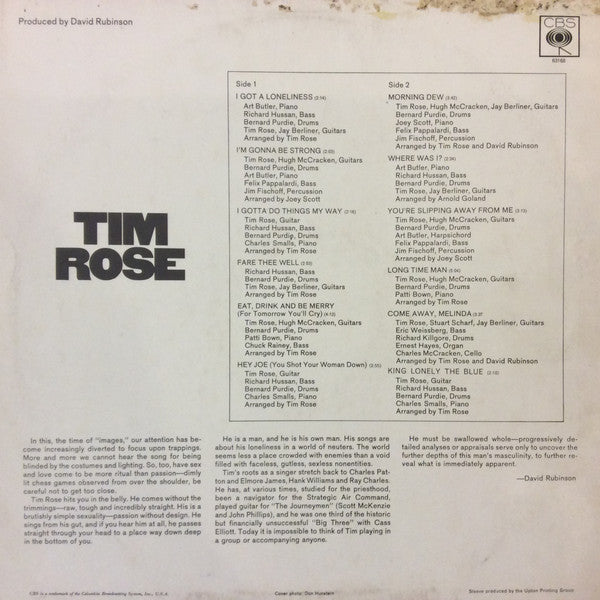 Produced by David Rubinson
CBS
63168
TIM
ROSE
Side 1
I GOT A LONELINESS (2:14)
Art Butler, Piano
Richard Hussan, Bass
Bernard Purdie, Drums
Tim Rose, Jay Berliner, Guitars
Arranged by Tim Rose
I'M GONNA BE STRONG (2:45)
Tim Rose, Hugh McCracken, Guitars
Bernard Purdie, Drums
Art Butler, Piano
Felix Pappalardi, Bass
Jim Fischoff, Percussion
Arranged by Joey Scott
I GOTTA DO THINGS MY WAY (2:16)
Tim Rose, Guitar
Richard Hussan, Bass
Bernard Purdie, Drums
Charles Smalls, Piano
Arranged by Tim Rose
FARE THEE WELL
Richard Hussan, Bass
Bernard Purdie, Drums
Tim Rose, Jay Berliner, Guitars
Arranged by Tim Rose
EAT, DRINK AND BE MERRY
(For Tomorrow You'll Cry) (4:12)
Tim Rose, Hugh McCracken, Guitars
Bernard Purdie, Drums
Patti Bown, Piano
Chuck Rainey, Bass
Arranged by Tim Rose
HEY JOE (You Shot Your Woman Down)
Tim Rose, Guitar
Richard Hussan, Bass
Bernard Purdie, Drums
Charles Smalls, Piano
Arranged by Tim Rose
Side 2
MORNING DEW (3:42)
Tim Rose, Hugh McCracken, Jay Berliner, Guitars
Bernard Purdie, Drums
Joey Scott, Piano
Felix Pappalardi, Bass
Jim Fischoff, Percussion
Arranged by Tim Rose and David Rubinson
WHERE WAS I? (2:34)
Art Butler, Piano
Richard Hussan, Bass
Bernard Purdie, Drums
Tim Rose, Jay Berliner, Guitars
Arranged by Arnold Goland
YOU'RE SLIPPING AWAY FROM ME (3:13)
Tim Rose, Hugh McCracken, Guitars
Bernard Purdie, Drums
Art Butler, Harpsichord
Felix Pappalardi, Bass
Arranged by Joey Scott
LONG TIME MAN (5:04)
Tim Rose, Hugh McCracken, Guitars
Bernard Purdie, Drums
Patti Bown, Piano
Arranged by Tim Rose
COME AWAY, MELINDA 3:37
Tim Rose, Stuart Scharf, Jay Berliner, Guitars
Eric Weissberg, Bass
Richard Killgore, Drums
Ernest Hayes, Organ
Charles McCracken, Cello
Arranged by Tim Rose and David Rubinson
KING LONELY THE BLUE (2:12)
Tim Rose, Guitar
Richard Hussan, Bass
Bernard Purdie, Drums
Charles Smalls, Piano
Arranged by Tim Rose
In this, the time of "images," our attention has be-
come increasingly diverted to focus upon trappings.
More and more we cannot hear the song for being
blinded by the costumes and lighting. So, too, have sex
and love come to be more ritual than passion—dimly
lit chess games observed from over the shoulder, be
careful not to get too close.
Tim Rose hits you in the belly. He comes without the
trimmings—raw, tough and incredibly straight. His is a
brutishly simple sexuality—passion without design. He
sings from his gut, and if you hear him at all, he passes
straight through your head to a place way down deep
in the bottom of you.
He is a man, and he is his own man. His songs are
about his loneliness in a world of neuters. The world
seems less a place crowded with enemies than a void
filled with faceless, gutless, sexless nonentities.
Tim's roots as a singer stretch back to Charles Pat-
ton and Elmore James, Hank Williams and Ray Charles.
He has, at various times, studied for the priesthood,
been a navigator for the Strategic Air Command,
played guitar for "The Journeymen" (Scott McKenzie
and John Phillips), and he was one third of the historic
but financially unsuccessful "Big Three" with Cass
Elliott. Today it is impossible to think of Tim playing in
a group or accompanying anyone.
He must be swallowed whole—progressively de-
tailed analyses or appraisals serve only to uncover the
further depths of this man's masculinity, to further re-
veal what is immediately apparent.
—David Rubinson
CBS is a trademark of the Columbia Broadcasting System, Inc., U.S.A.
Cover photo: Don Hunstein
Sleeve produced by the Upton Printing Group